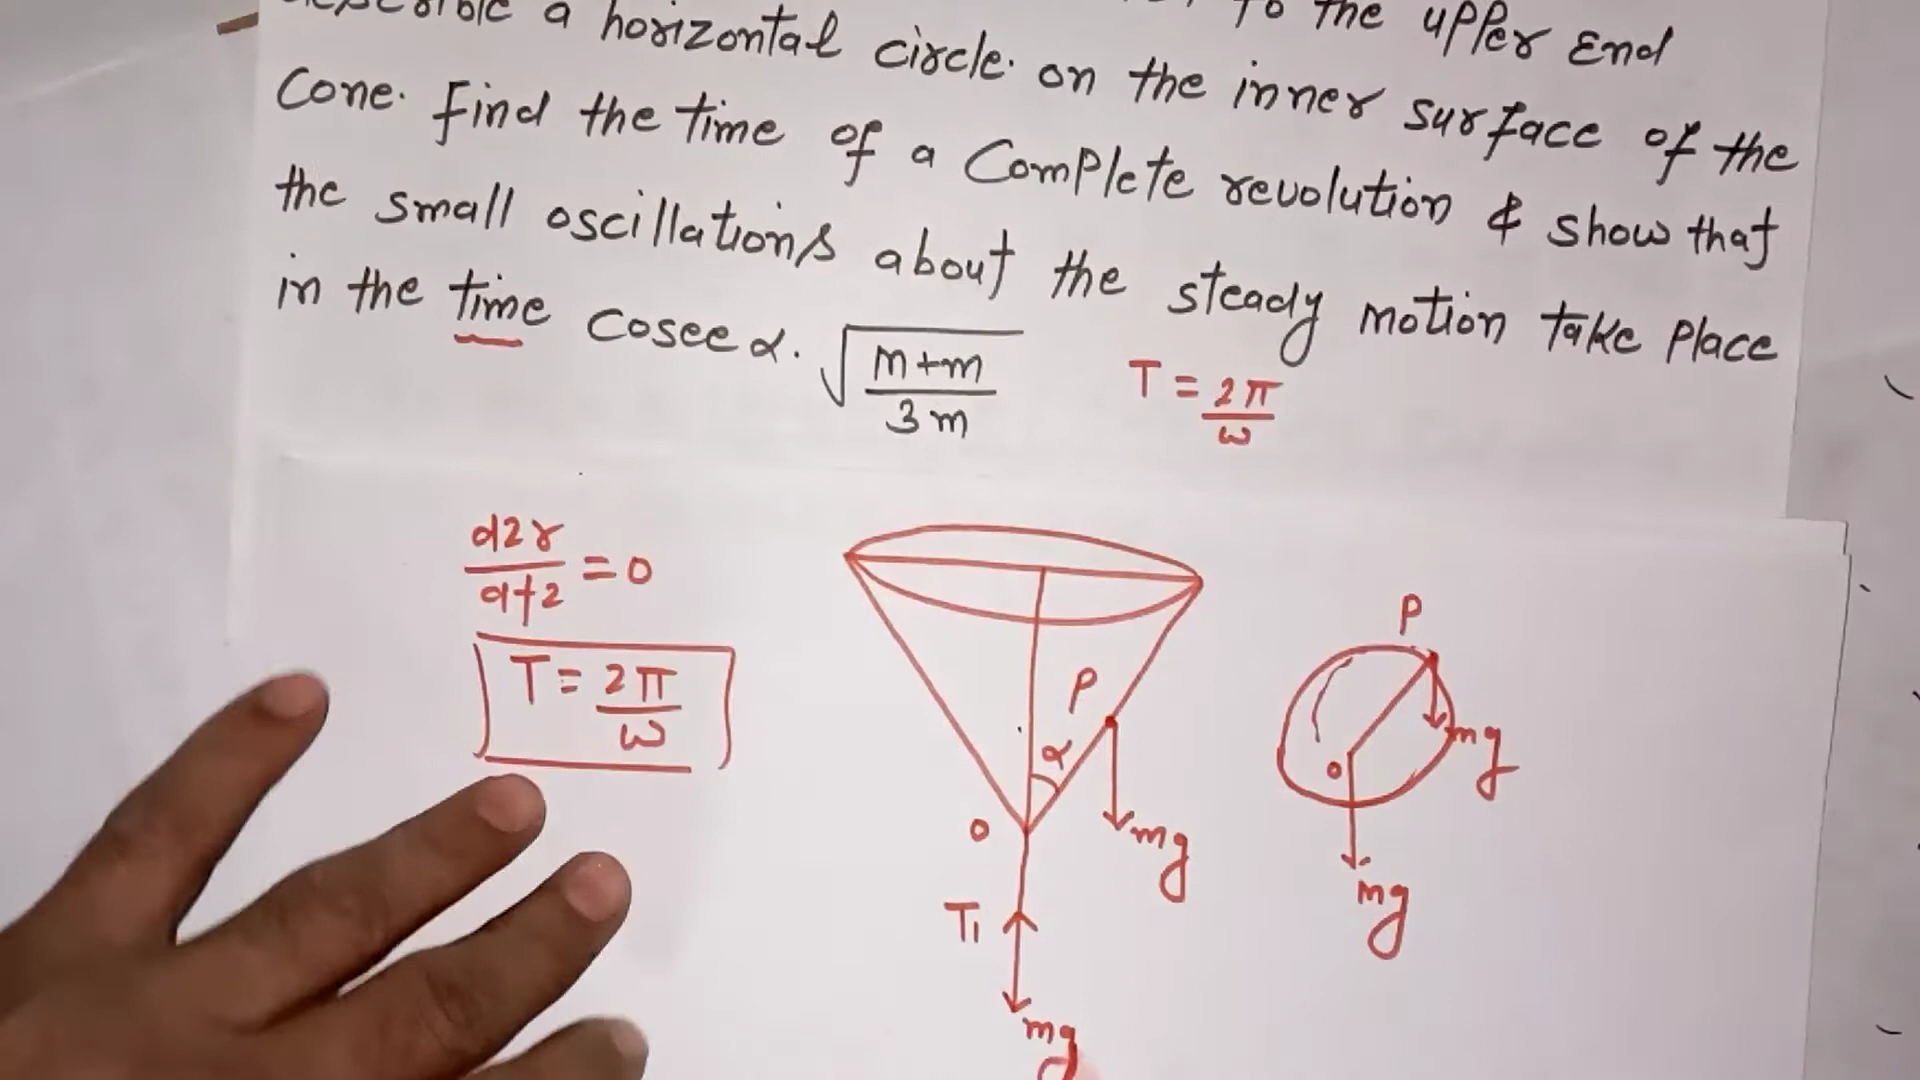 a horizontal circle. on the inner surface of the
to the upper End
Cone. find the time of a Complete revolution & show that
the small oscillations about the steady motion take place
in the time Cosec α. √ m+m / 3m
T = 2π / ω
d2r / dt2 = 0
T = 2π / ω
P
α
O
mg
T1
mg
P
O
mg
mg